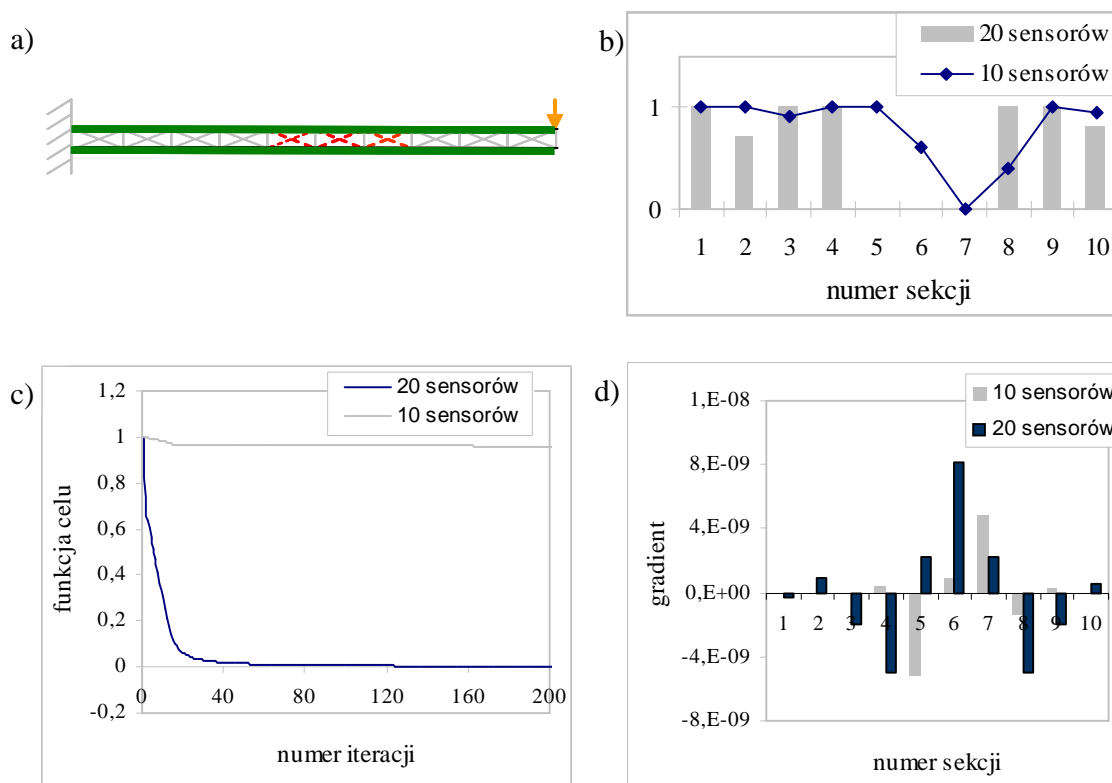 a)
b)
20 sensorów
10 sensorów
1
0
1 2 3 4 5 6 7 8 9 10
numer sekcji
c)
20 sensorów
10 sensorów
1,2
1
0,8
0,6
0,4
0,2
0
-0,2
0 40 80 120 160 200
funkcja celu
numer iteracji
d)
10 sensorów
20 sensorów
1,E-08
8,E-09
4,E-09
0,E+00
-4,E-09
-8,E-09
1 2 3 4 5 6 7 8 9 10
gradient
numer sekcji